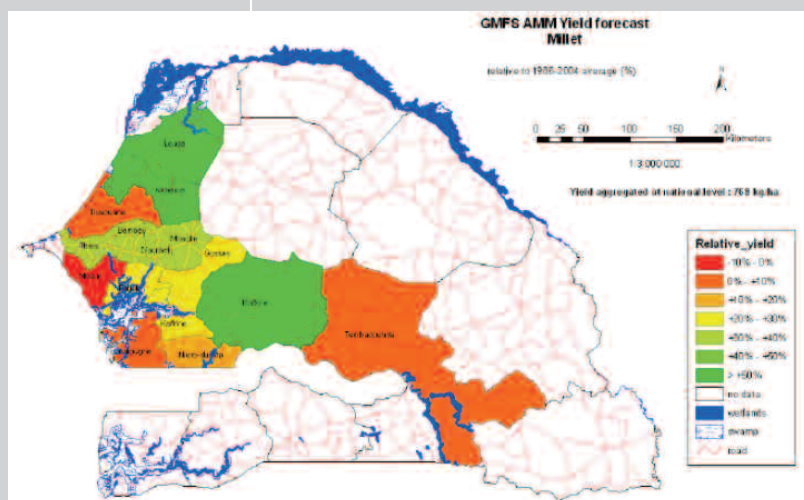 GMFS AMM Yield forecast
Millet
relative to 1986-2004 average (%)
N
0 25 50 100 150 200
Kilometers
1:3 000 000
Yield aggregated at national level : 768 kg/ha
Louga
Kebemer
Tivaouane
Bambey
Mbacke
Thies
Diourbel
Gossas
Mbour
Fatick
Kaffrine
Tambacounda
Foundiougne
Nioro-du-Rip
Relative_yield
-10% - 0%
0% - +10%
+10% - +20%
+20% - +30%
+30% - +40%
+40% - +50%
> +50%
no data
wetlands
swamp
road